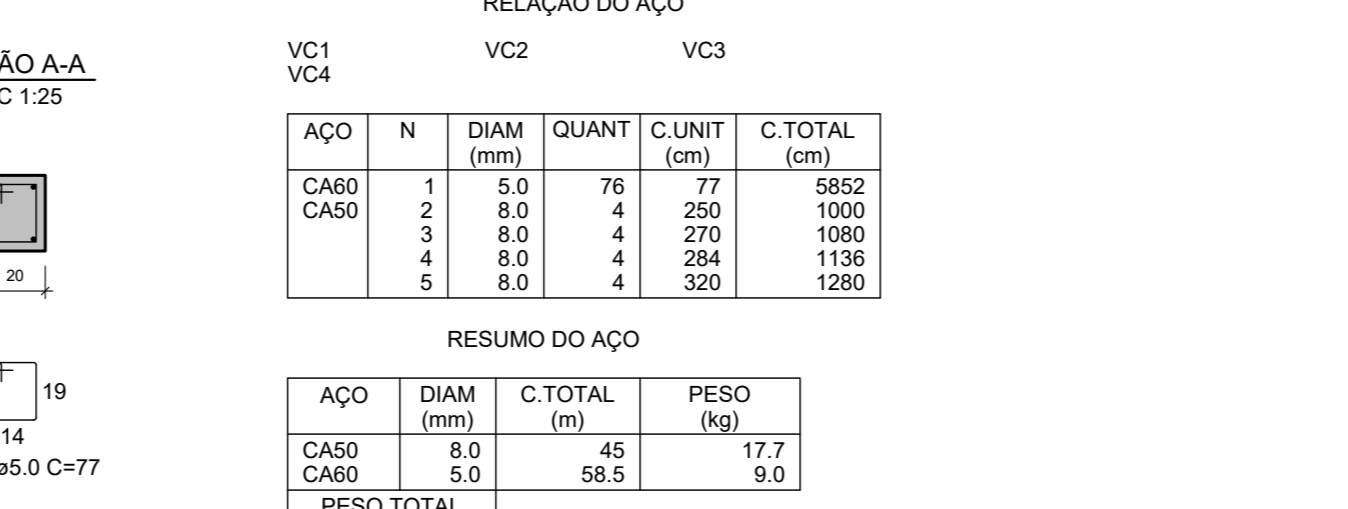 RELAÇÃO DO AÇO
VC1 VC2 VC3
VC4
ÃO A-A
C 1:25
AÇO N DIAM QUANT C.UNIT C.TOTAL
(mm) (cm) (cm)
CA60 1 5.0 76 77 5852
CA50 2 8.0 4 250 1000
3 8.0 4 270 1080
4 8.0 4 284 1136
5 8.0 4 320 1280
20
RESUMO DO AÇO
AÇO DIAM C.TOTAL PESO
(mm) (m) (kg)
CA50 8.0 45 17.7
CA60 5.0 58.5 9.0
PESO TOTAL
19
14
ø5.0 C=77